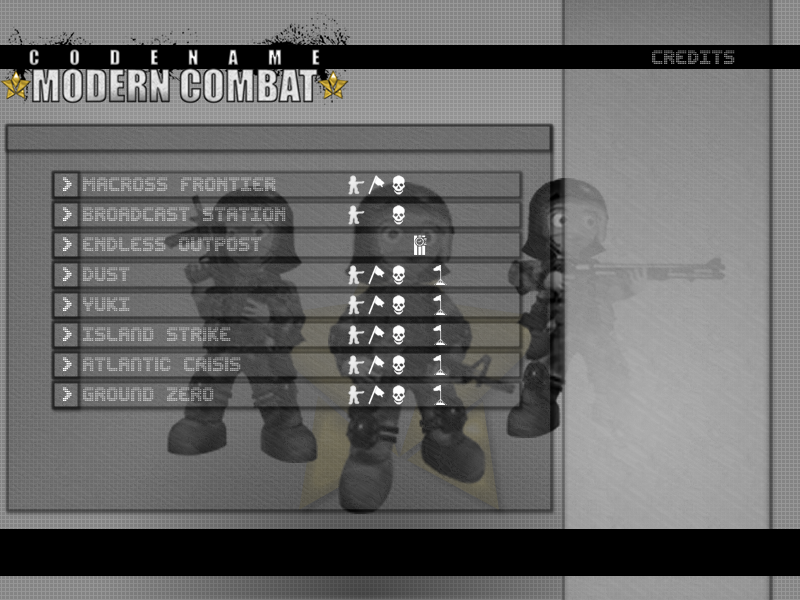 CODENAME
MODERN COMBAT
CREDITS
MACROSS FRONTIER
BROADCAST STATION
ENDLESS OUTPOST
DUST
YUKI
ISLAND STRIKE
ATLANTIC CRISIS
GROUND ZERO